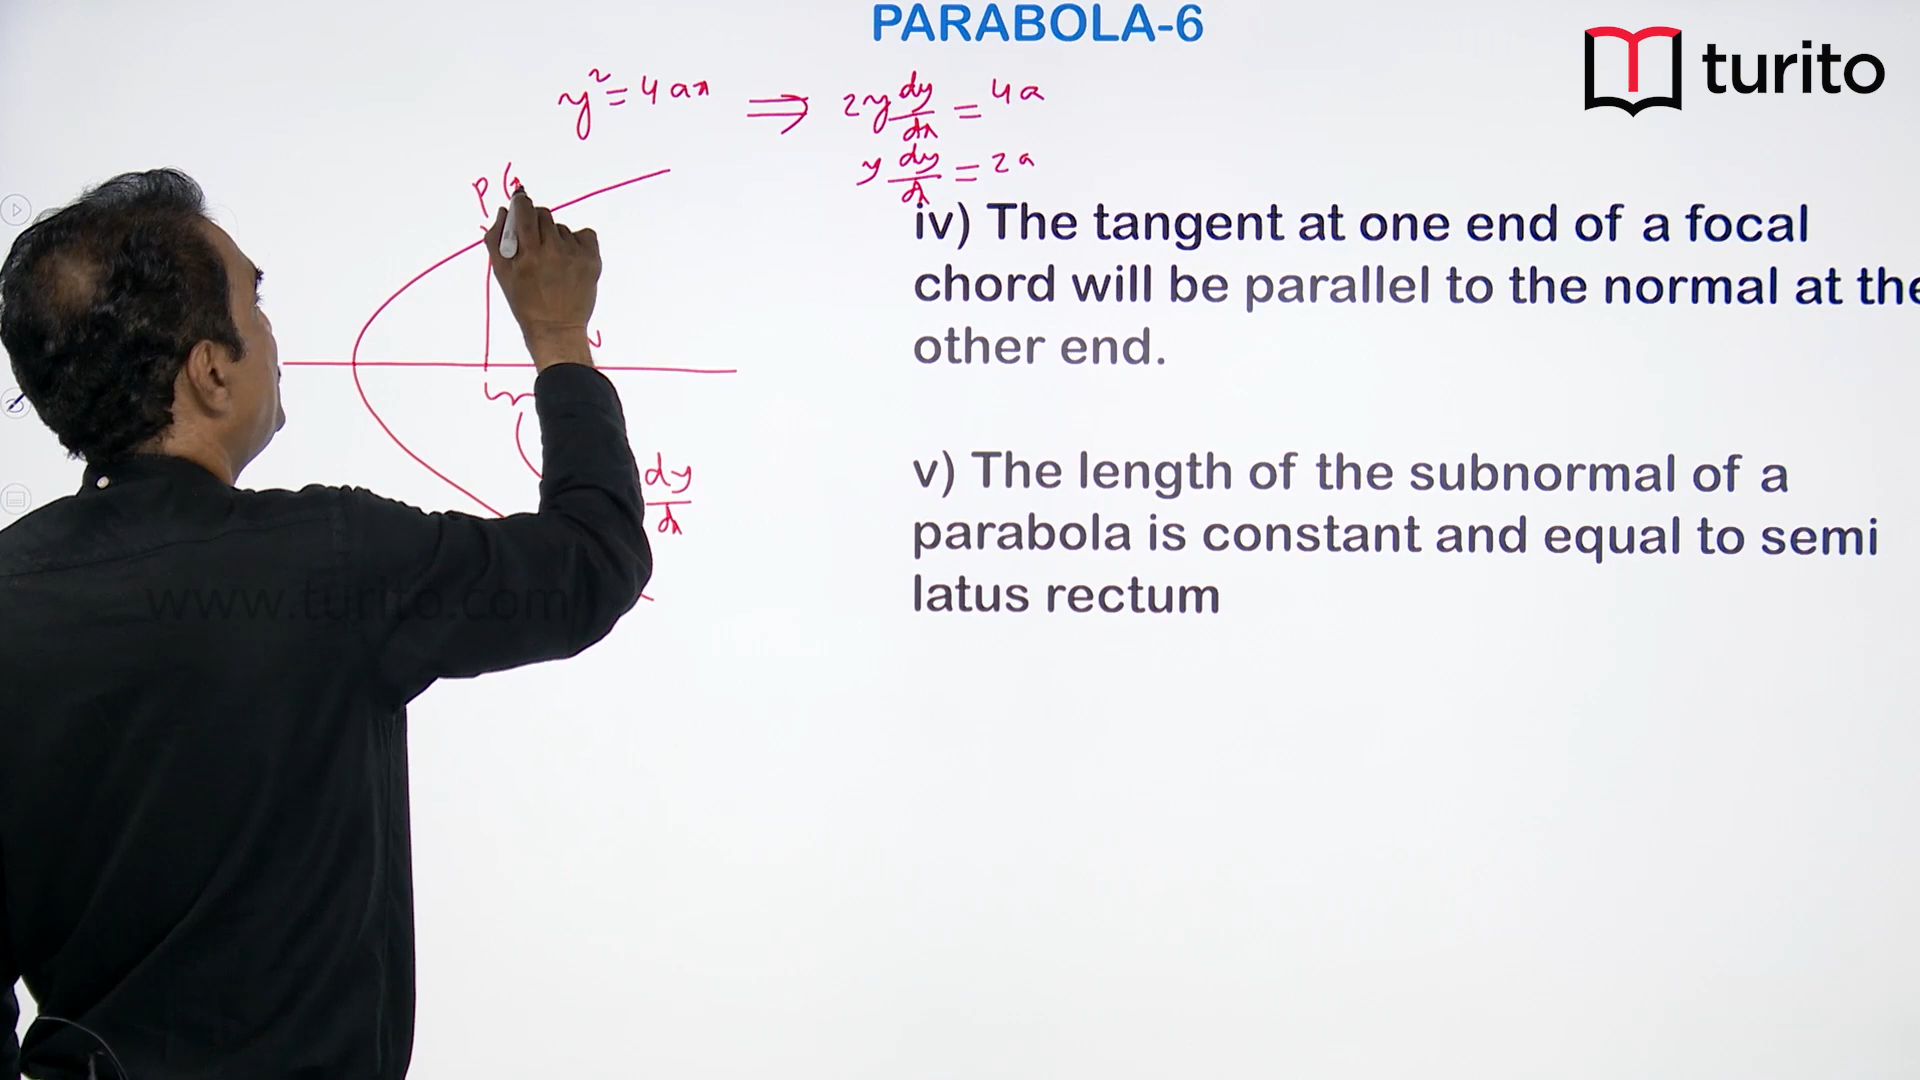 PARABOLA-6
turito
y² = 4ax ⟹ 2y dy/dx = 4a
y dy/dx = 2a
P(x
iv) The tangent at one end of a focal
chord will be parallel to the normal at the
other end.
N
dy/dx
v) The length of the subnormal of a
parabola is constant and equal to semi
latus rectum
www.turito.com